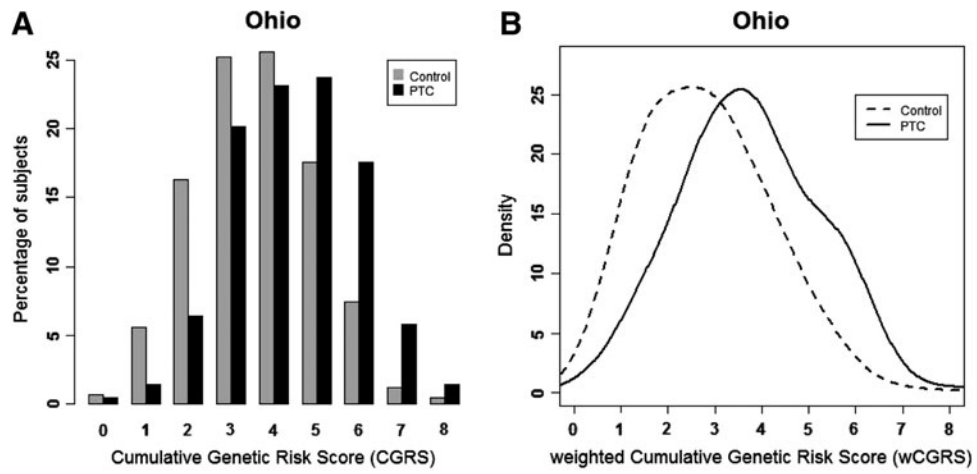 A
Ohio
Percentage of subjects
25
20
15
10
5
0
Control
PTC
0 1 2 3 4 5 6 7 8
Cumulative Genetic Risk Score (CGRS)
B
Ohio
Density
25
20
15
10
5
0
Control
PTC
0 1 2 3 4 5 6 7 8
weighted Cumulative Genetic Risk Score (wCGRS)